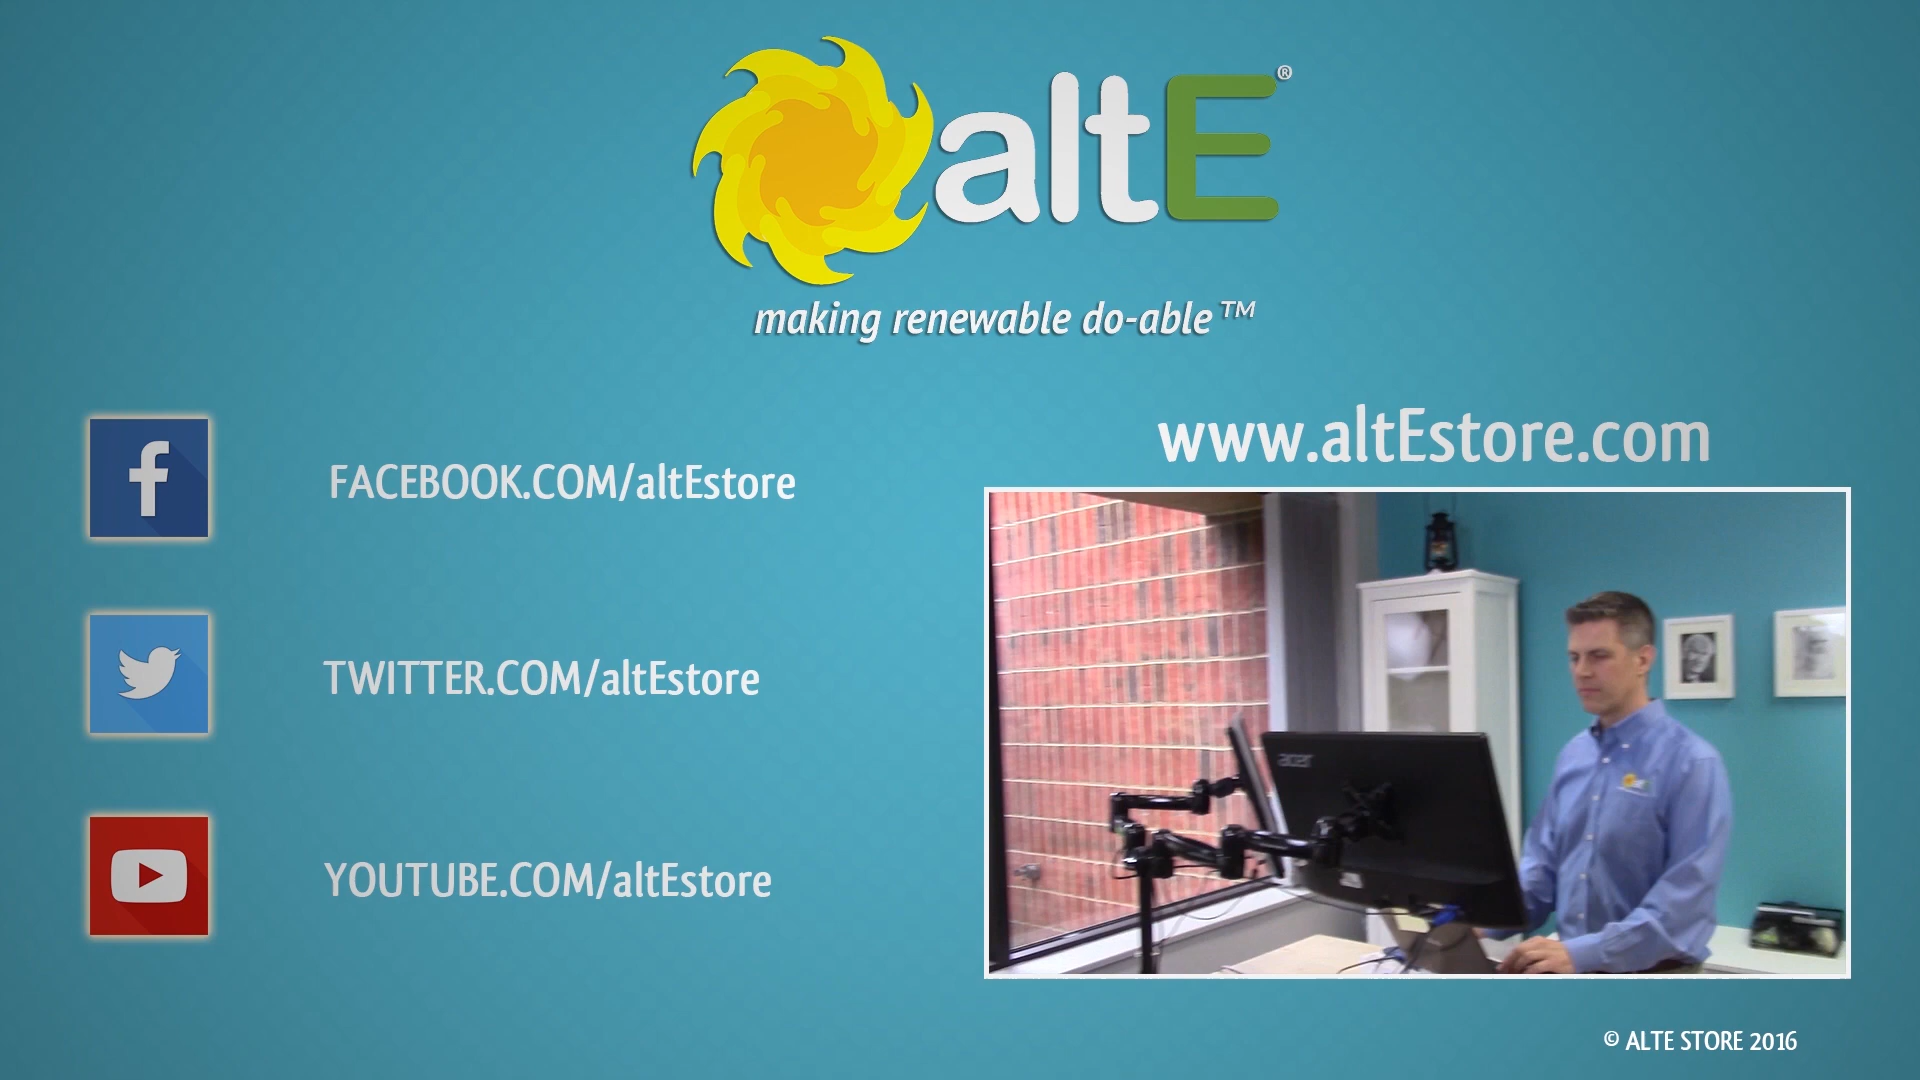 altE®
making renewable do-able™
www.altEstore.com
FACEBOOK.COM/altEstore
TWITTER.COM/altEstore
YOUTUBE.COM/altEstore
acer
© ALTE STORE 2016